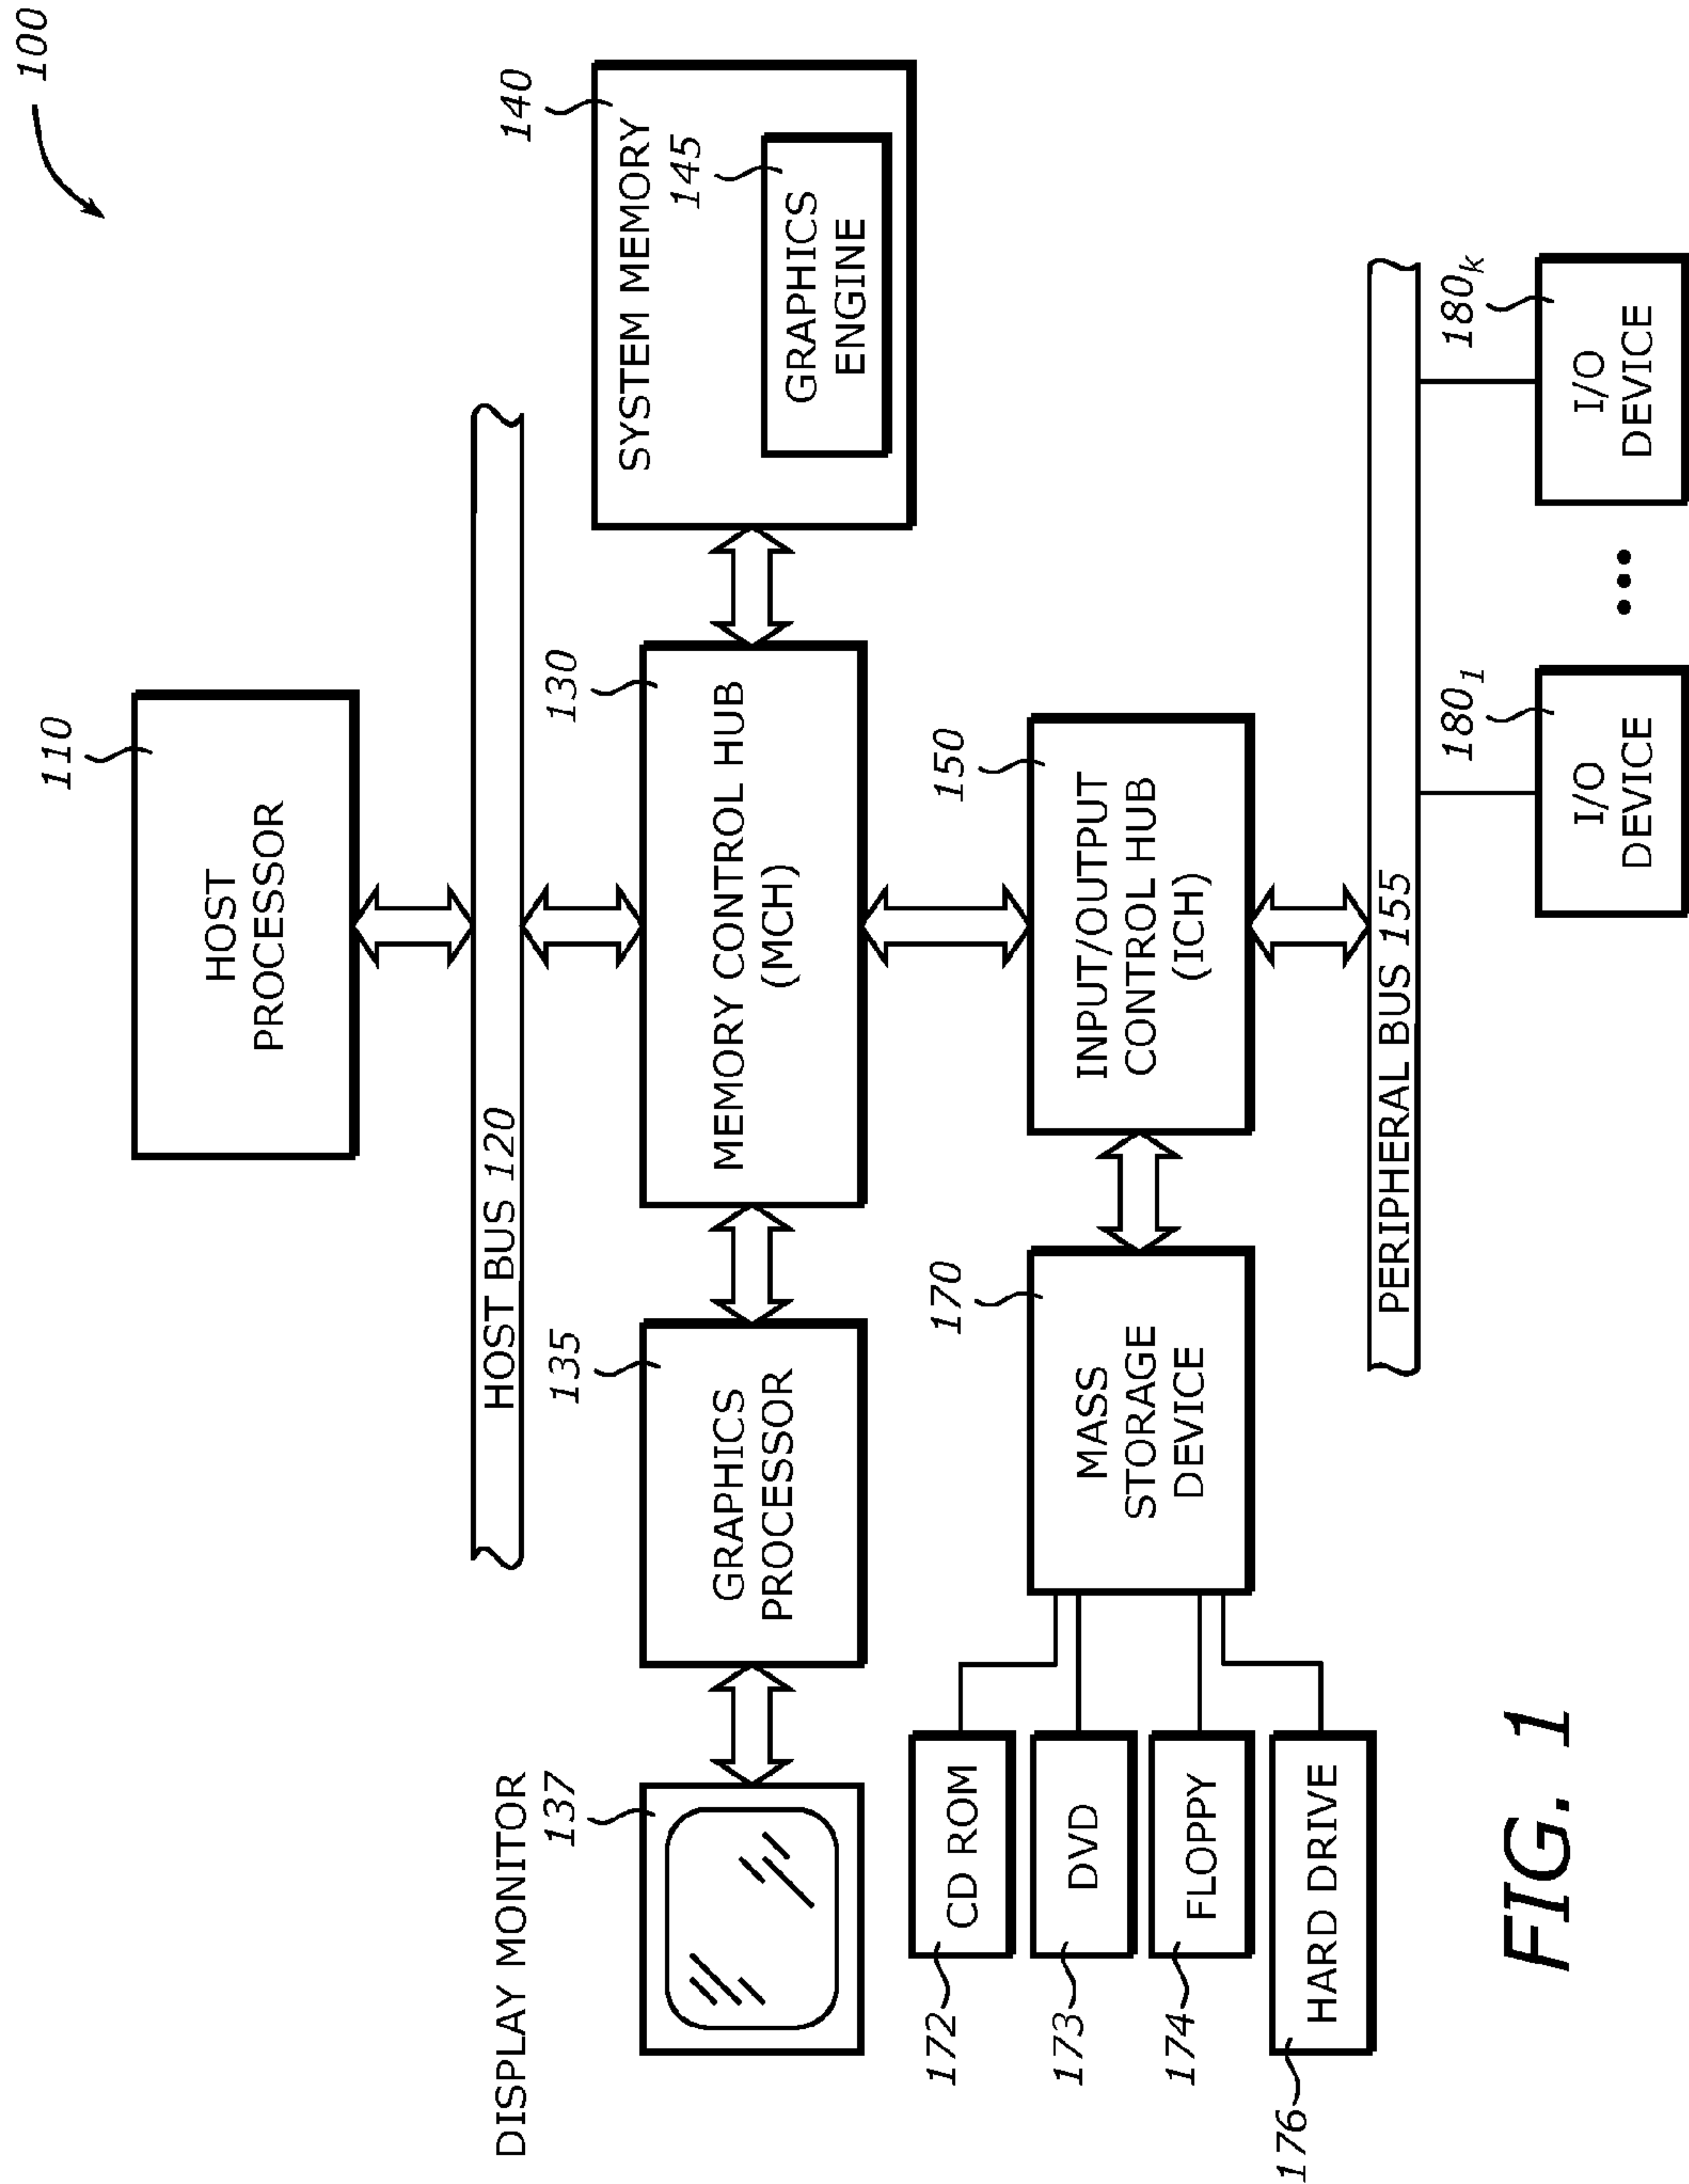 100
110
HOST
PROCESSOR
HOST BUS 120
DISPLAY MONITOR
137
135
GRAPHICS
PROCESSOR
130
MEMORY CONTROL HUB
(MCH)
140
SYSTEM MEMORY
145
GRAPHICS
ENGINE
172
CD ROM
173
DVD
174
FLOPPY
176
HARD DRIVE
170
MASS
STORAGE
DEVICE
150
INPUT/OUTPUT
CONTROL HUB
(ICH)
PERIPHERAL BUS 155
180₁
I/O
DEVICE
•••
180ₖ
I/O
DEVICE
FIG. 1